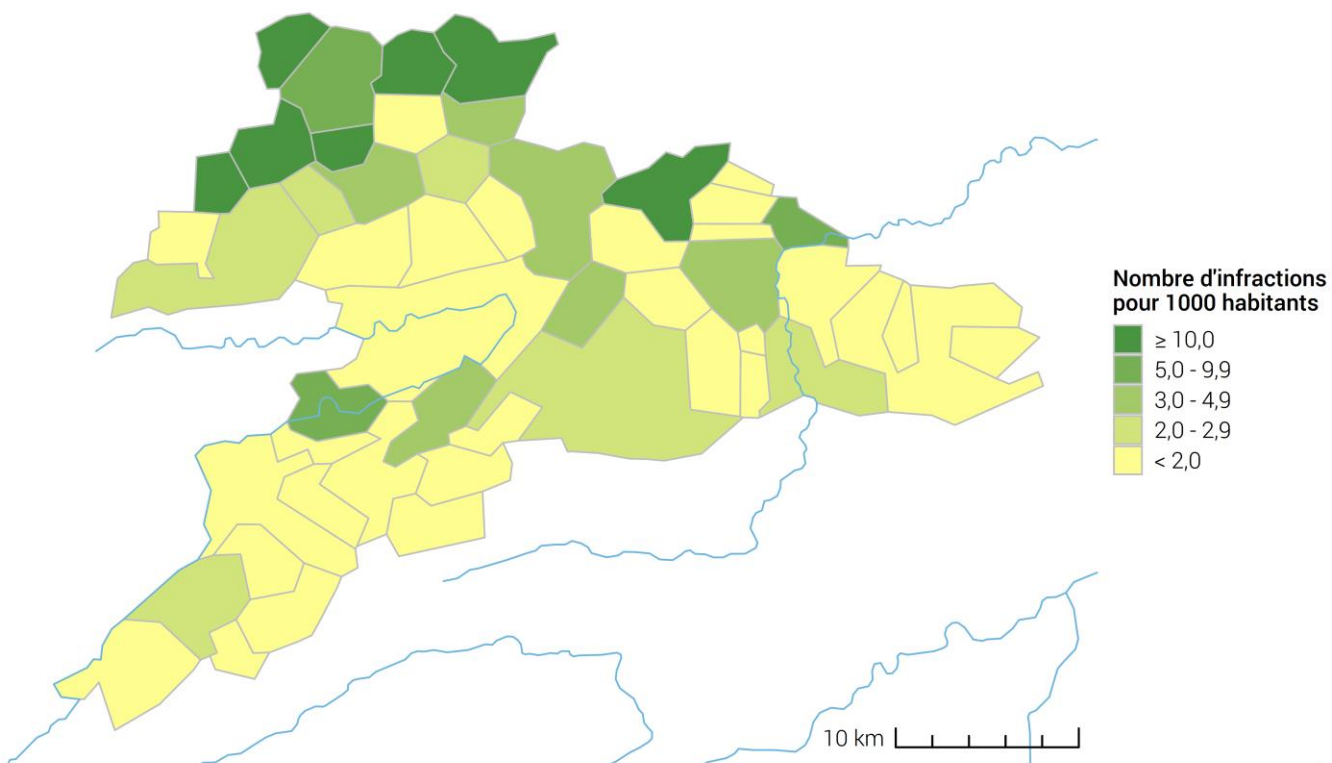 Nombre d'infractions
pour 1000 habitants
≥ 10,0
5,0 - 9,9
3,0 - 4,9
2,0 - 2,9
< 2,0
10 km